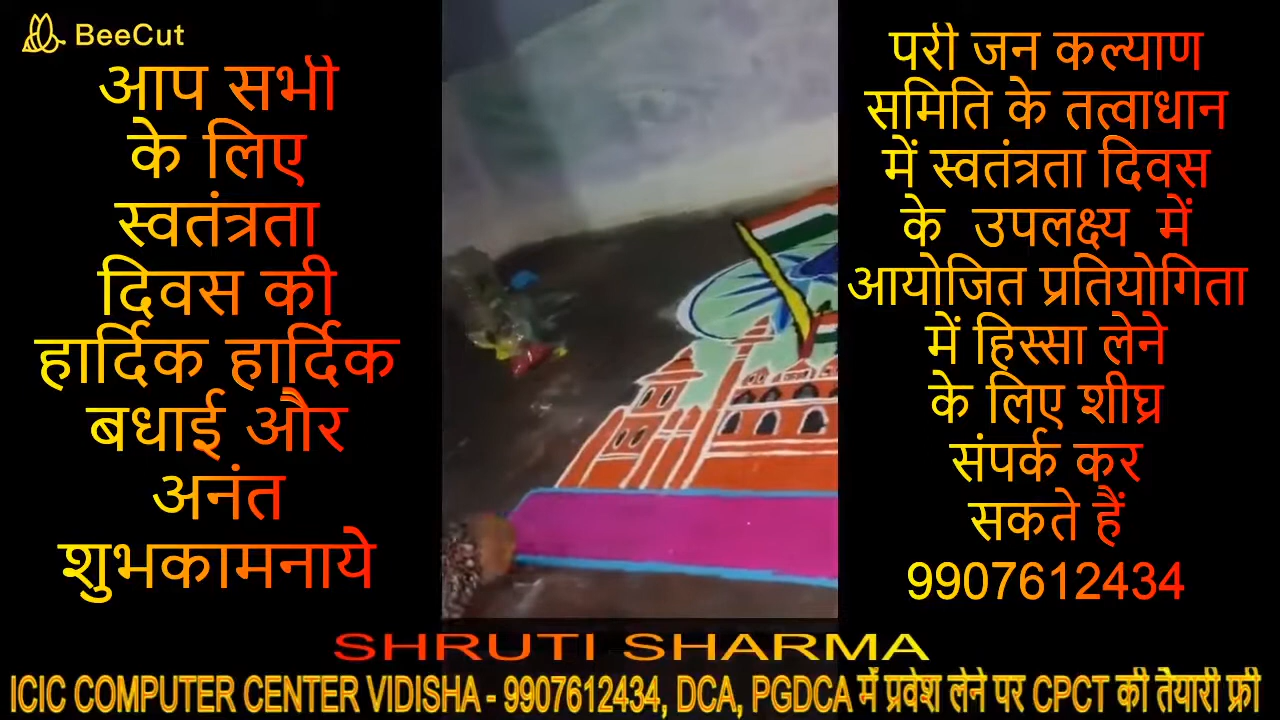 BeeCut
आप सभी
के लिए
स्वतंत्रता
दिवस की
हार्दिक हार्दिक
बधाई और
अनंत
शुभकामनाये
परी जन कल्याण
समिति के तत्वाधान
में स्वतंत्रता दिवस
के उपलक्ष्य में
आयोजित प्रतियोगिता
में हिस्सा लेने
के लिए शीघ्र
संपर्क कर
सकते हैं
9907612434
SHRUTI SHARMA
ICIC COMPUTER CENTER VIDISHA - 9907612434, DCA, PGDCA में प्रवेश लेने पर CPCT की तैयारी फ्री